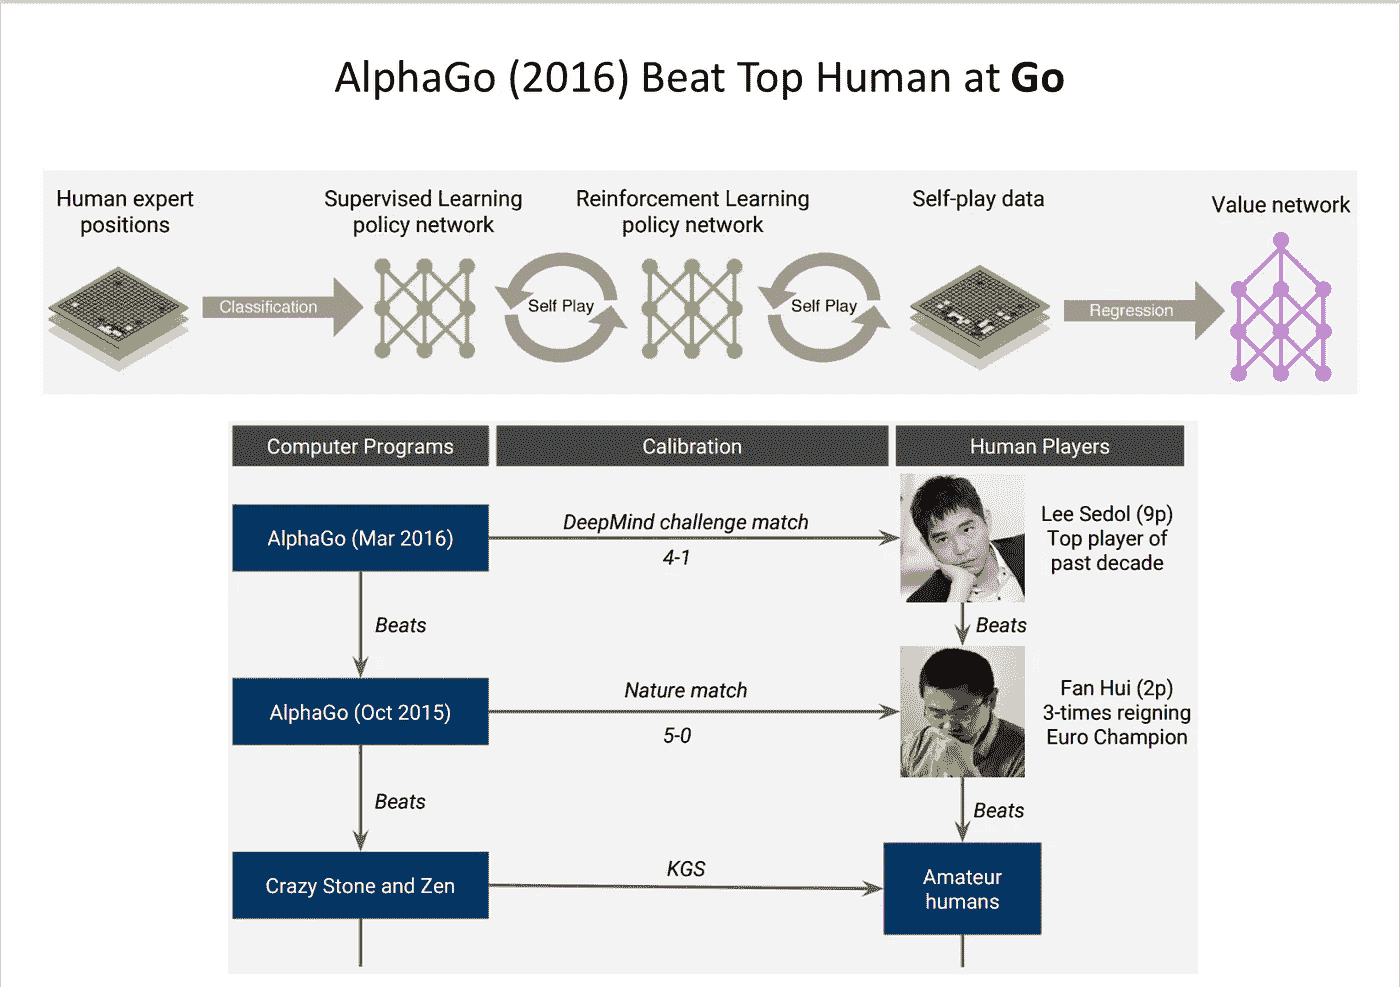 AlphaGo (2016) Beat Top Human at Go
Human expert
positions
Supervised Learning
policy network
Reinforcement Learning
policy network
Self-play data
Value network
Classification
Self Play
Self Play
Regression
Computer Programs
Calibration
Human Players
AlphaGo (Mar 2016)
DeepMind challenge match
4-1
Lee Sedol (9p)
Top player of
past decade
Beats
Beats
AlphaGo (Oct 2015)
Nature match
5-0
Fan Hui (2p)
3-times reigning
Euro Champion
Beats
Beats
Crazy Stone and Zen
KGS
Amateur
humans